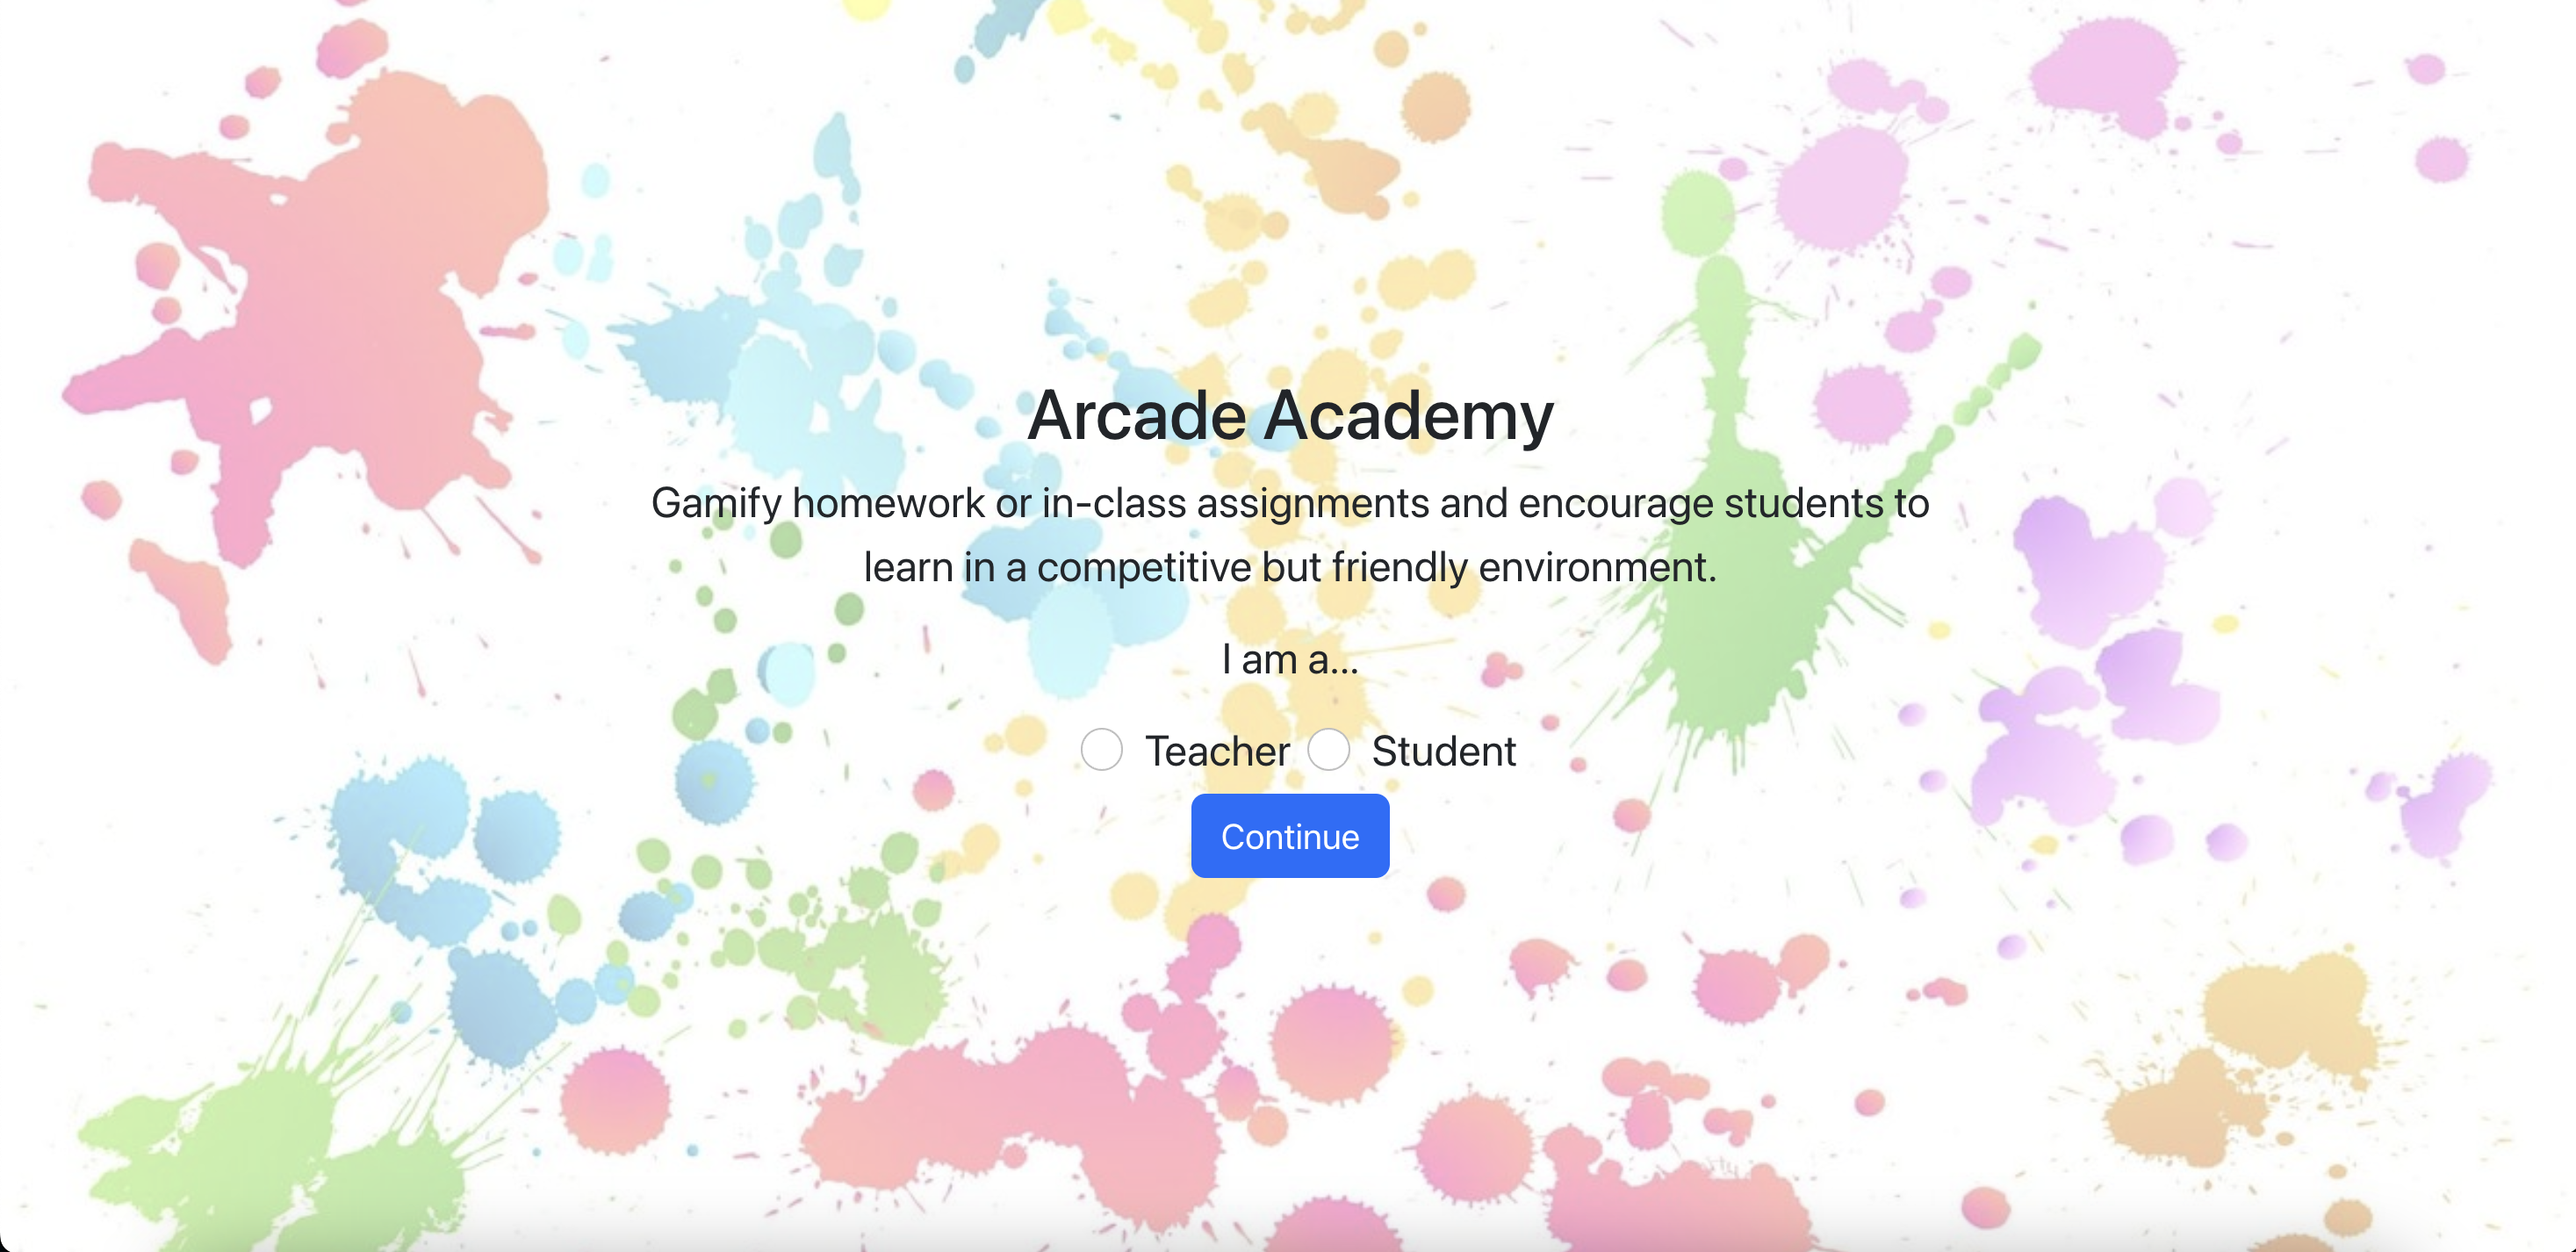 Arcade Academy
Gamify homework or in-class assignments and encourage students to
learn in a competitive but friendly environment.
I am a...
Teacher Student
Continue